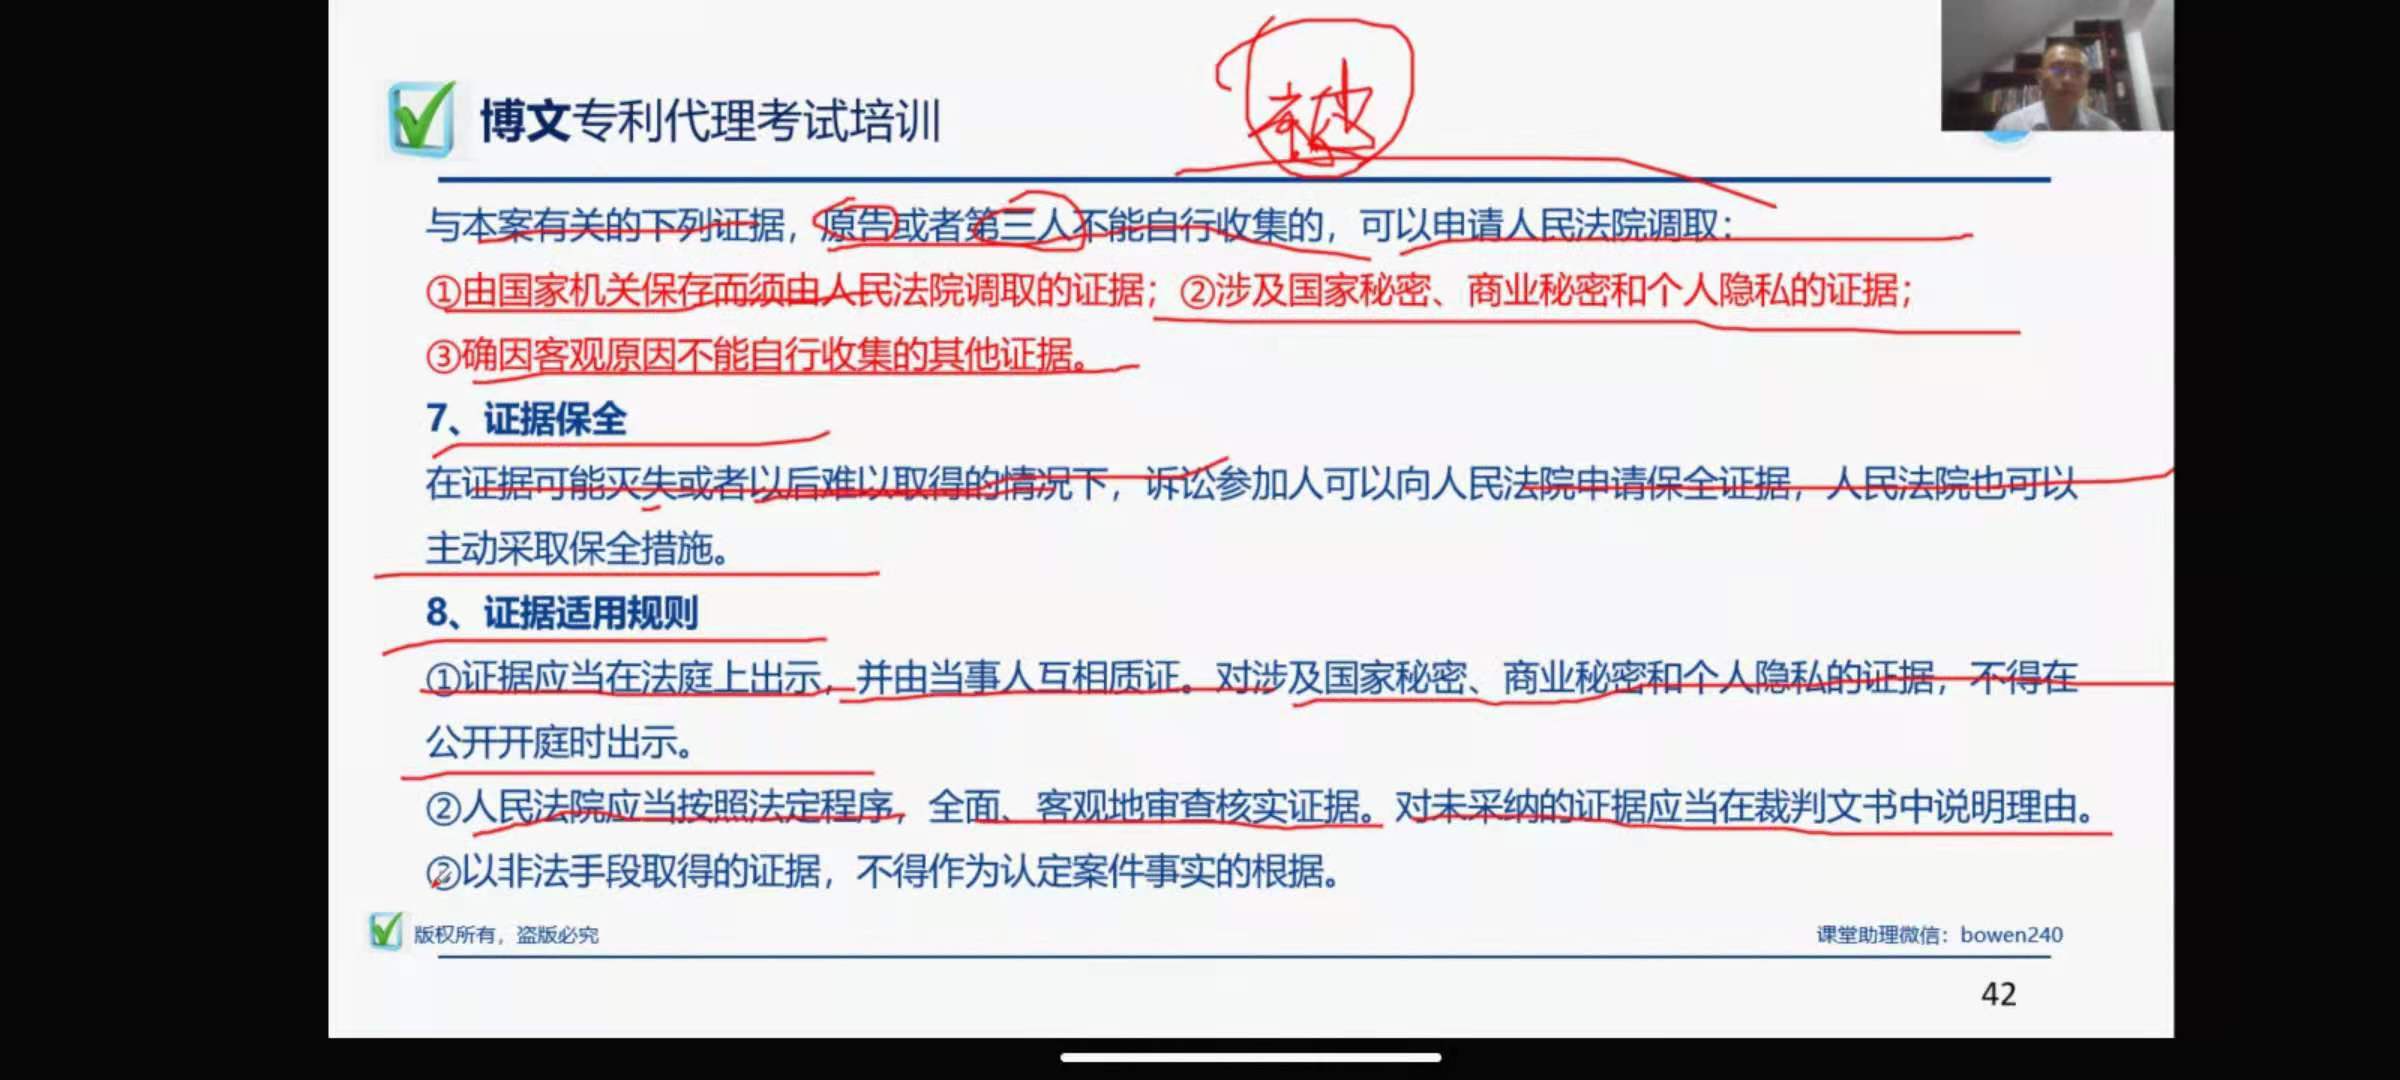 博文专利代理考试培训
与本案有关的下列证据，原告或者第三人不能自行收集的，可以申请人民法院调取：
①由国家机关保存而须由人民法院调取的证据；②涉及国家秘密、商业秘密和个人隐私的证据；
③确因客观原因不能自行收集的其他证据。
7、证据保全
在证据可能灭失或者以后难以取得的情况下，诉讼参加人可以向人民法院申请保全证据，人民法院也可以
主动采取保全措施。
8、证据适用规则
①证据应当在法庭上出示，并由当事人互相质证。对涉及国家秘密、商业秘密和个人隐私的证据，不得在
公开开庭时出示。
②人民法院应当按照法定程序，全面、客观地审查核实证据。对未采纳的证据应当在裁判文书中说明理由。
以非法手段取得的证据，不得作为认定案件事实的根据。
版权所有，盗版必究
课堂助理微信：bowen240
42